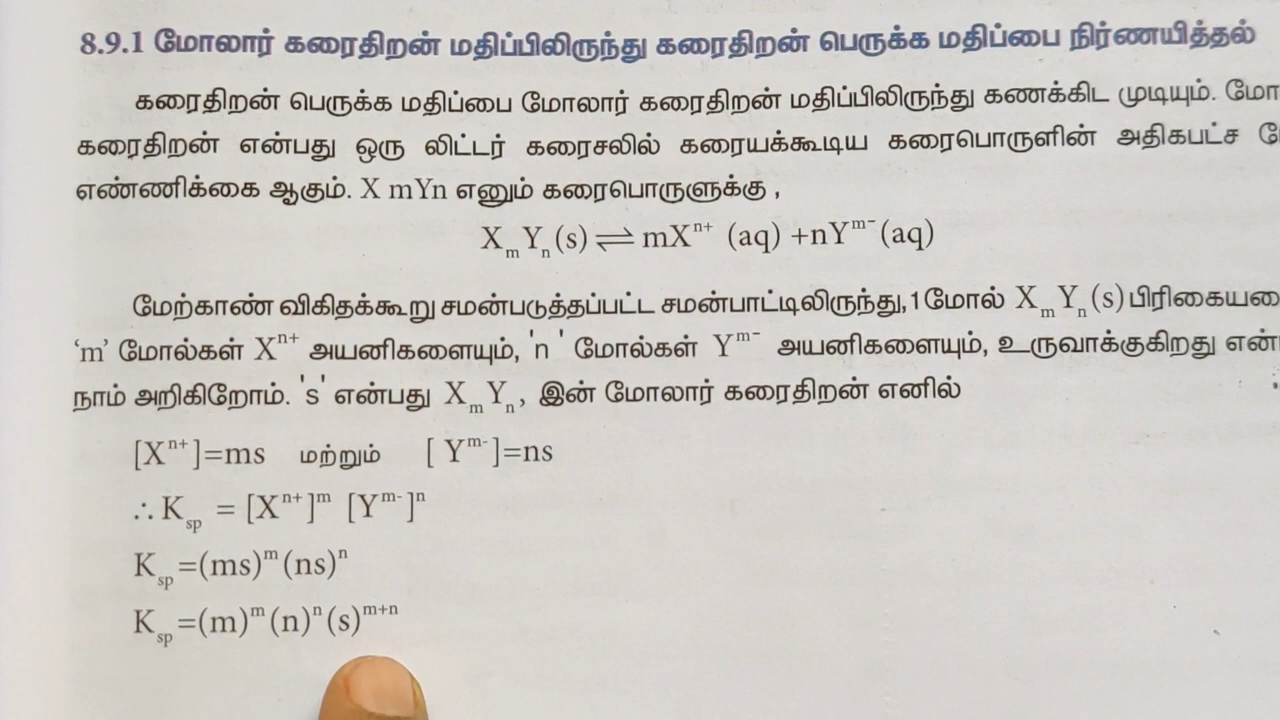 8.9.1 மோலார் கரைதிறன் மதிப்பிலிருந்து கரைதிறன் பெருக்க மதிப்பை நிர்ணயித்தல்
கரைதிறன் பெருக்க மதிப்பை மோலார் கரைதிறன் மதிப்பிலிருந்து கணக்கிட முடியும்.
கரைதிறன் என்பது ஒரு லிட்டர் கரைசலில் கரையக்கூடிய கரைபொருளின் அதிகபட்ச
எண்ணிக்கை ஆகும். X mYn எனும் கரைபொருளுக்கு ,
XₘYₙ(s) ⇌ mXⁿ⁺ (aq) +nYᵐ⁻(aq)
மேற்காண் விகிதக்கூறு சமன்படுத்தப்பட்ட சமன்பாட்டிலிருந்து, 1 மோல் XₘYₙ(s)
‘m’ மோல்கள் Xⁿ⁺ அயனிகளையும், 'n' மோல்கள் Yᵐ⁻ அயனிகளையும், உருவாக்குகிறது
நாம் அறிகிறோம். 's' என்பது XₘYₙ, இன் மோலார் கரைதிறன் எனில்
[Xⁿ⁺]=ms மற்றும் [ Yᵐ⁻]=ns
∴ Kₛₚ = [Xⁿ⁺]ᵐ [Yᵐ⁻]ⁿ
Kₛₚ =(ms)ᵐ(ns)ⁿ
Kₛₚ =(m)ᵐ(n)ⁿ(s)ᵐ⁺ⁿ